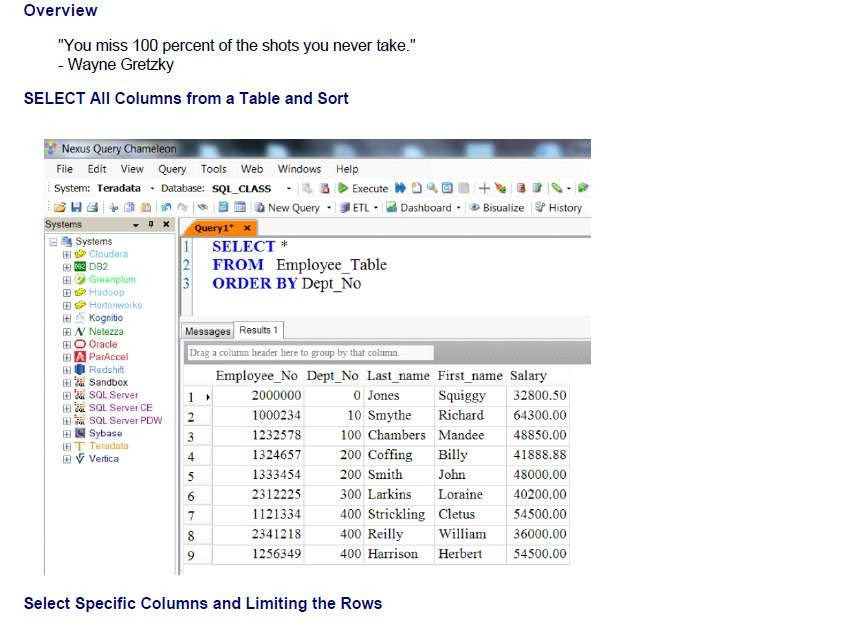 Overview
"You miss 100 percent of the shots you never take."
- Wayne Gretzky
SELECT All Columns from a Table and Sort
Nexus Query Chameleon
File Edit View Query Tools Web Windows Help
System: Teradata Database: SQL_CLASS Execute
New Query ETL Dashboard Bisualize History
Systems
Query1* x
Systems
Cloudera
DB2
Greenplum
Hadoop
Hortonworks
Kognitio
Netezza
Oracle
ParAccel
Redshift
Sandbox
SQL Server
SQL Server CE
SQL Server PDW
Sybase
Teradata
Vertica
1 SELECT *
2 FROM Employee_Table
3 ORDER BY Dept_No
Messages Results 1
Drag a column header here to group by that column.
Employee_No Dept_No Last_name First_name Salary
1 2000000 0 Jones Squiggy 32800.50
2 1000234 10 Smythe Richard 64300.00
3 1232578 100 Chambers Mandee 48850.00
4 1324657 200 Coffing Billy 41888.88
5 1333454 200 Smith John 48000.00
6 2312225 300 Larkins Loraine 40200.00
7 1121334 400 Strickling Cletus 54500.00
8 2341218 400 Reilly William 36000.00
9 1256349 400 Harrison Herbert 54500.00
Select Specific Columns and Limiting the Rows